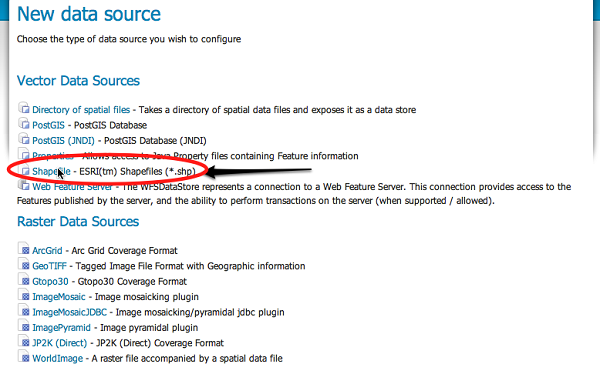 New data source
Choose the type of data source you wish to configure
Vector Data Sources
Directory of spatial files - Takes a directory of spatial data files and exposes it as a data store
PostGIS - PostGIS Database
PostGIS (JNDI) - PostGIS Database (JNDI)
Properties - Allows access to Java Property files containing Feature information
Shapefile - ESRI(tm) Shapefiles (*.shp)
Web Feature Server - The WFSDataStore represents a connection to a Web Feature Server. This connection provides access to the
Features published by the server, and the ability to perform transactions on the server (when supported / allowed).
Raster Data Sources
ArcGrid - Arc Grid Coverage Format
GeoTIFF - Tagged Image File Format with Geographic information
Gtopo30 - Gtopo30 Coverage Format
ImageMosaic - Image mosaicking plugin
ImageMosaicJDBC - Image mosaicking/pyramidal jdbc plugin
ImagePyramid - Image pyramidal plugin
JP2K (Direct) - JP2K (Direct) Coverage Format
WorldImage - A raster file accompanied by a spatial data file